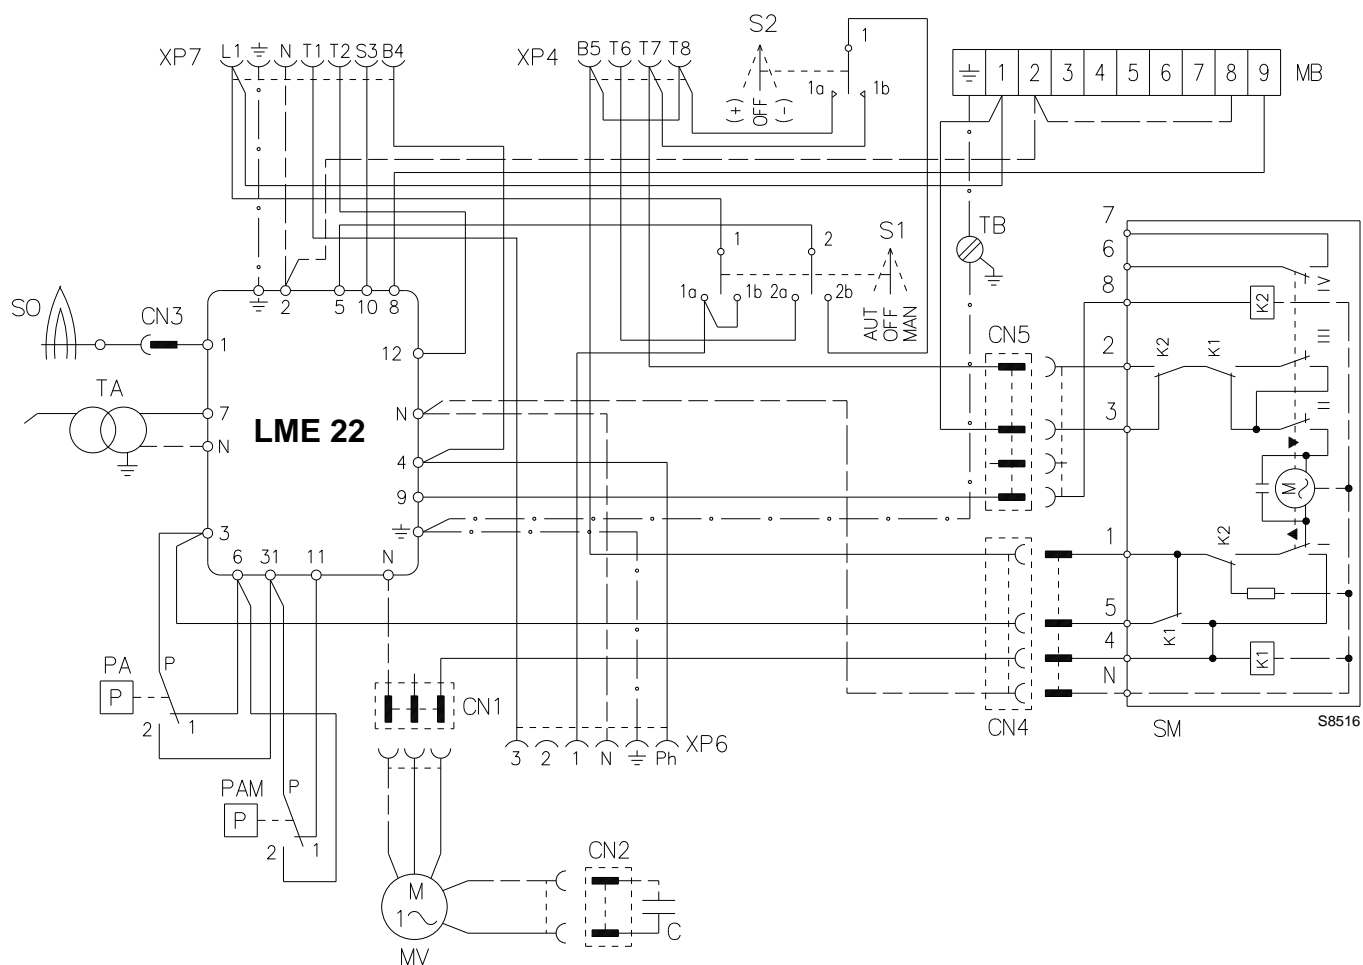 S2
XP7 L1 N T1 T2 S3 B4
XP4 B5 T6 T7 T8
1
1a 1b
(+) OFF (-)
1 2 3 4 5 6 7 8 9 MB
S1
1 2
1a 1b 2a 2b
AUT OFF MAN
TB
7
6
8
2
3
1
5
4
N
IV
K2
III
K2 K1
II
M
K2
I
K1
K1
SM
S8516
CN5
CN4
SO
CN3
TA
2 5 10 8
1
12
7
N
N
LME 22
4
9
3
6 31 11 N
PA
P
P
2 1
PAM
P
P
2 1
CN1
3 2 1 N Ph
XP6
M
1
MV
CN2
C